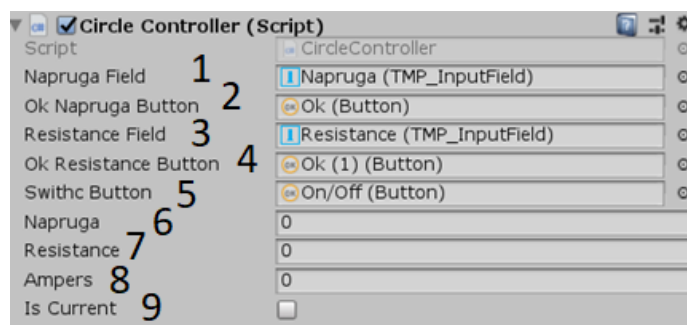 Circle Controller (Script)
Script CircleController
Napruga Field 1 Napruga (TMP_InputField)
Ok Napruga Button 2 Ok (Button)
Resistance Field 3 Resistance (TMP_InputField)
Ok Resistance Button 4 Ok (1) (Button)
Swithc Button 5 On/Off (Button)
Napruga 6 0
Resistance 7 0
Ampers 8 0
Is Current 9